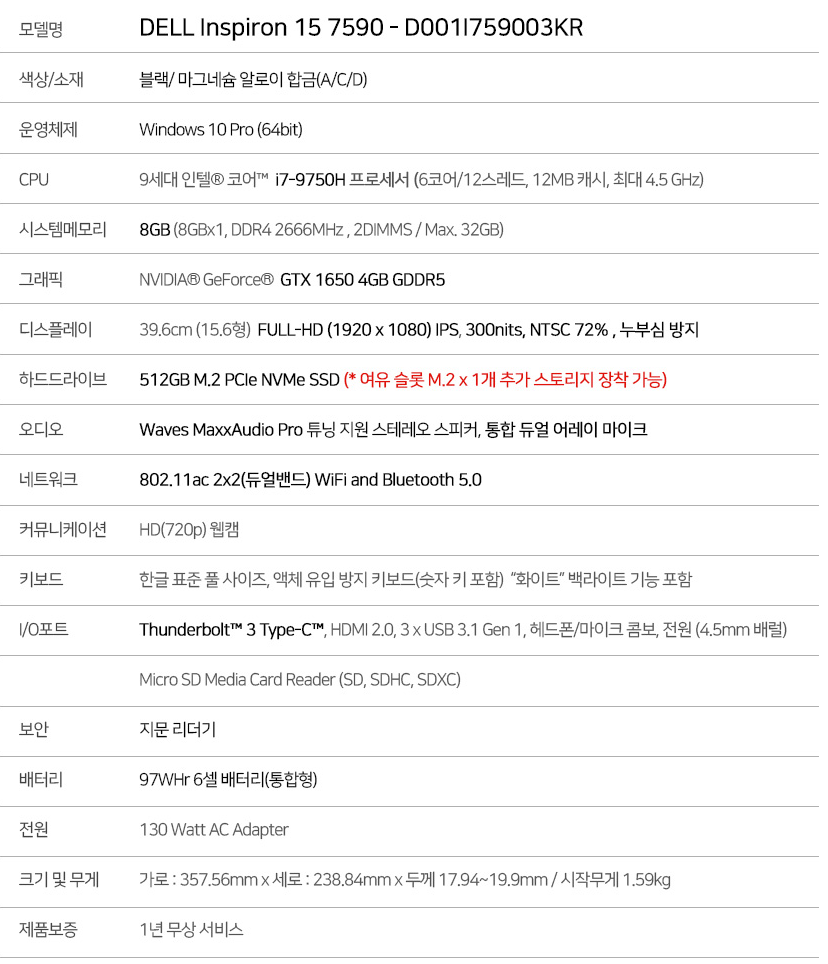 모델명 DELL Inspiron 15 7590 - D001I759003KR
색상/소재 블랙/ 마그네슘 알로이 합금(A/C/D)
운영체제 Windows 10 Pro (64bit)
CPU 9세대 인텔® 코어™ i7-9750H 프로세서 (6코어/12스레드, 12MB 캐시, 최대 4.5 GHz)
시스템메모리 8GB (8GBx1, DDR4 2666MHz , 2DIMMS / Max. 32GB)
그래픽 NVIDIA® GeForce® GTX 1650 4GB GDDR5
디스플레이 39.6cm (15.6형) FULL-HD (1920 x 1080) IPS, 300nits, NTSC 72% , 누부심 방지
하드드라이브 512GB M.2 PCIe NVMe SSD (* 여유 슬롯 M.2 x 1개 추가 스토리지 장착 가능)
오디오 Waves MaxxAudio Pro 튜닝 지원 스테레오 스피커, 통합 듀얼 어레이 마이크
네트워크 802.11ac 2x2(듀얼밴드) WiFi and Bluetooth 5.0
커뮤니케이션 HD(720p) 웹캠
키보드 한글 표준 풀 사이즈, 액체 유입 방지 키보드(숫자 키 포함) “화이트” 백라이트 기능 포함
I/O포트 Thunderbolt™ 3 Type-C™, HDMI 2.0, 3 x USB 3.1 Gen 1, 헤드폰/마이크 콤보, 전원 (4.5mm 배럴)
Micro SD Media Card Reader (SD, SDHC, SDXC)
보안 지문 리더기
배터리 97WHr 6셀 배터리(통합형)
전원 130 Watt AC Adapter
크기 및 무게 가로 : 357.56mm x 세로 : 238.84mm x 두께 17.94~19.9mm / 시작무게 1.59kg
제품보증 1년 무상 서비스